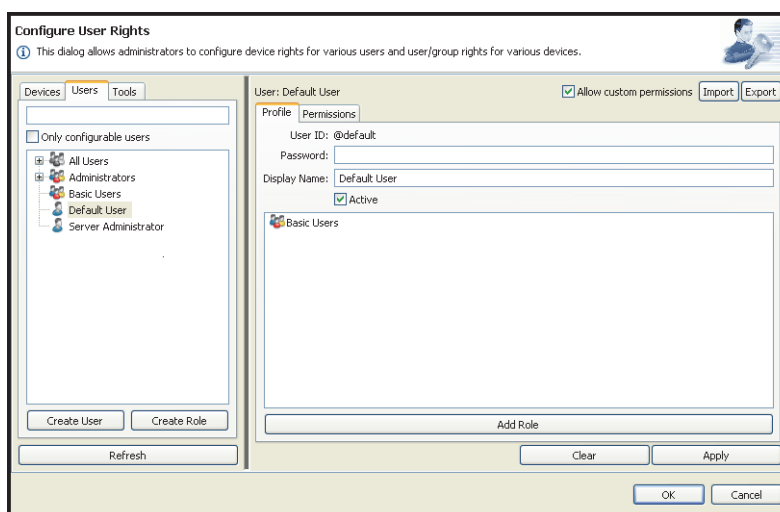 Configure User Rights
This dialog allows administrators to configure device rights for various users and user/group rights for various devices.
Devices Users Tools
Only configurable users
All Users
Administrators
Basic Users
Default User
Server Administrator
Create User Create Role
Refresh
User: Default User Allow custom permissions Import Export
Profile Permissions
User ID: @default
Password:
Display Name: Default User
Active
Basic Users
Add Role
Clear Apply
OK Cancel